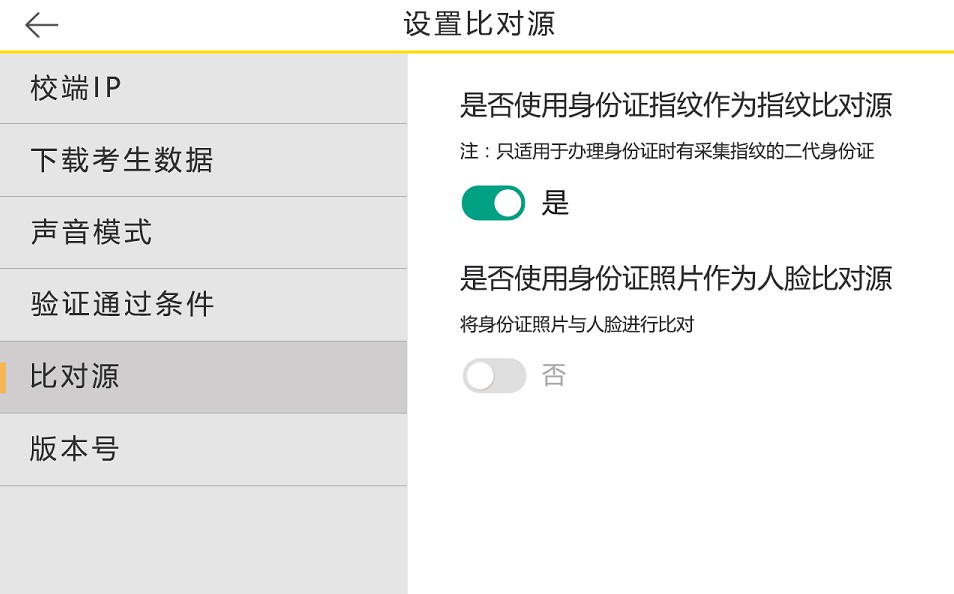 设置比对源
校端IP
下载考生数据
声音模式
验证通过条件
比对源
版本号
是否使用身份证指纹作为指纹比对源
注：只适用于办理身份证时有采集指纹的二代身份证
是
是否使用身份证照片作为人脸比对源
将身份证照片与人脸进行比对
否